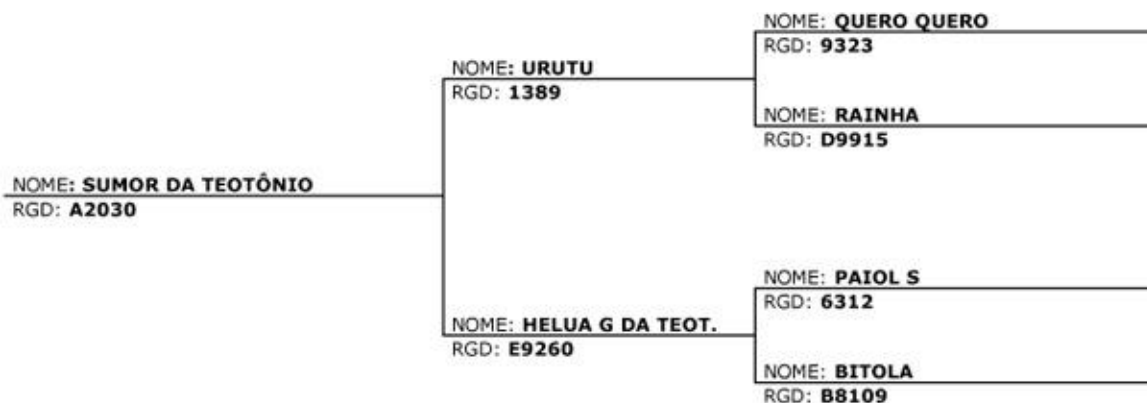 NOME: QUERO QUERO
RGD: 9323
NOME: URUTU
RGD: 1389
NOME: RAINHA
RGD: D9915
NOME: SUMOR DA TEOTÔNIO
RGD: A2030
NOME: PAIOL S
RGD: 6312
NOME: HELUA G DA TEOT.
RGD: E9260
NOME: BITOLA
RGD: B8109